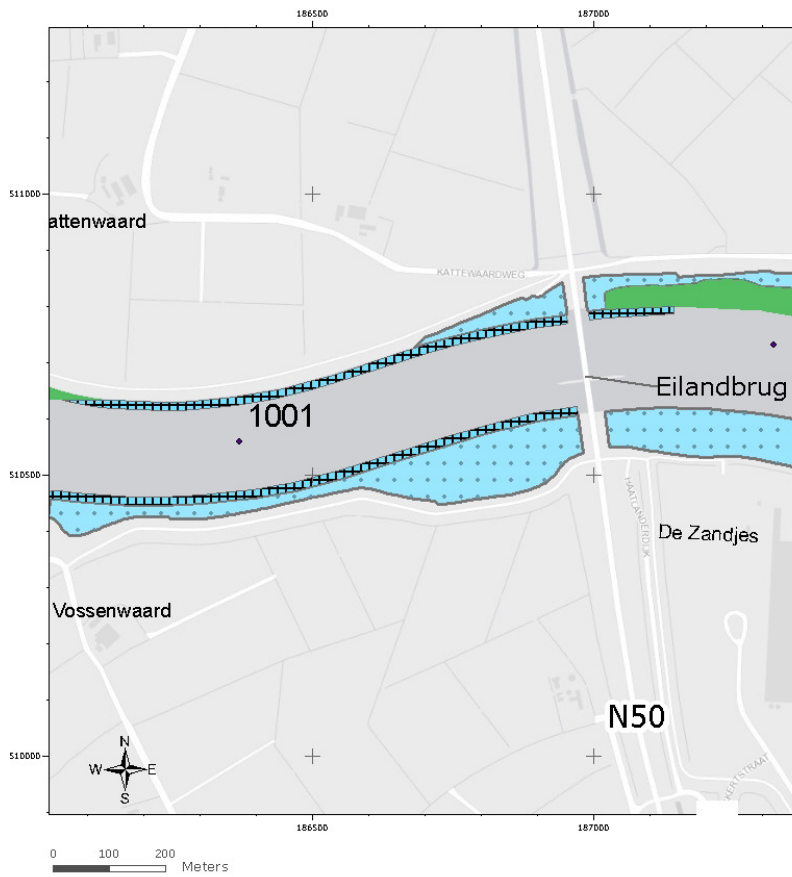 186500
187000
511000
attenwaard
KATTEWAARDWEG
Eilandbrug
1001
510500
HAATLANDERDIJK
De Zandjes
Vossenwaard
N50
N
W E
S
510000
KERTSTRAAT
186500
187000
0 100 200
Meters